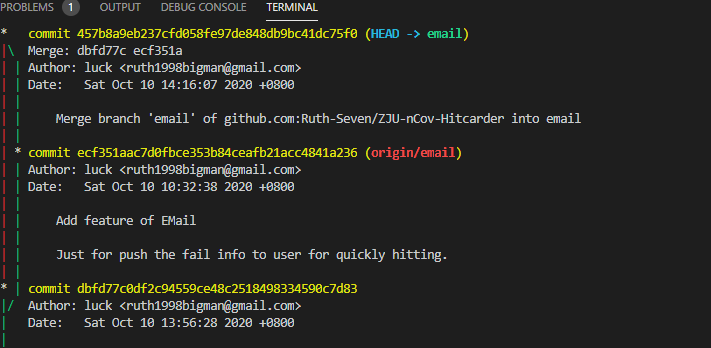 PROBLEMS 1 OUTPUT DEBUG CONSOLE TERMINAL
* commit 457b8a9eb237cfd058fe97de848db9bc41dc75f0 (HEAD -> email)
|\ Merge: dbfd77c ecf351a
| | Author: luck <ruth1998bigman@gmail.com>
| | Date: Sat Oct 10 14:16:07 2020 +0800
| |
| | Merge branch 'email' of github.com:Ruth-Seven/ZJU-nCov-Hitcarder into email
| |
| * commit ecf351aac7d0fbce353b84ceafb21acc4841a236 (origin/email)
| | Author: luck <ruth1998bigman@gmail.com>
| | Date: Sat Oct 10 10:32:38 2020 +0800
| |
| | Add feature of EMail
| |
| | Just for push the fail info to user for quickly hitting.
| |
* | commit dbfd77c0df2c94559ce48c2518498334590c7d83
|/ Author: luck <ruth1998bigman@gmail.com>
| Date: Sat Oct 10 13:56:28 2020 +0800
|